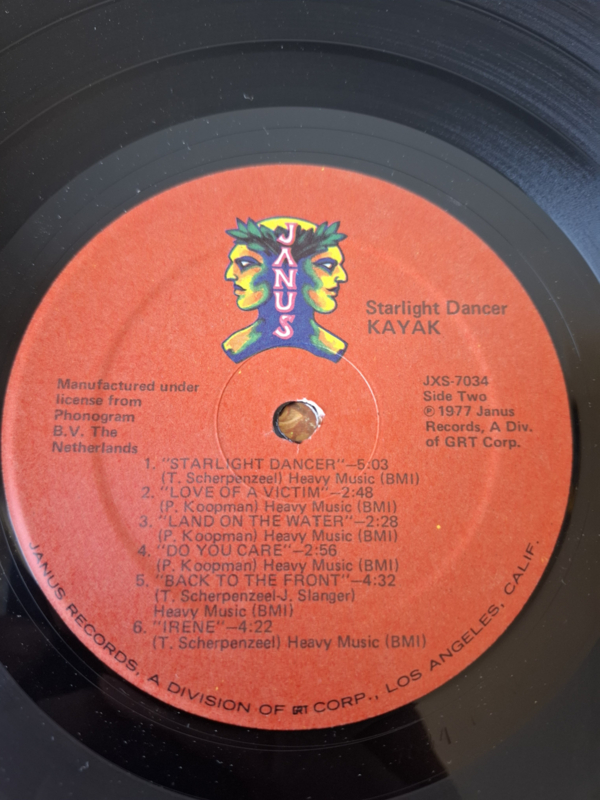 JANUS
Starlight Dancer
KAYAK
Manufactured under
license from
Phonogram
B.V. The
Netherlands
JXS-7034
Side Two
℗ 1977 Janus
Records, A Div.
of GRT Corp.
1. "STARLIGHT DANCER"—5:03
(T. Scherpenzeel) Heavy Music (BMI)
2. "LOVE OF A VICTIM"—2:48
(P. Koopman) Heavy Music (BMI)
3. "LAND ON THE WATER"—2:28
(P. Koopman) Heavy Music (BMI)
4. "DO YOU CARE"—2:56
(P. Koopman) Heavy Music (BMI)
5. "BACK TO THE FRONT"—4:32
(T. Scherpenzeel-J. Slanger)
Heavy Music (BMI)
6. "IRENE"—4:22
(T. Scherpenzeel) Heavy Music (BMI)
JANUS RECORDS, A DIVISION OF GRT CORP., LOS ANGELES, CALIF.